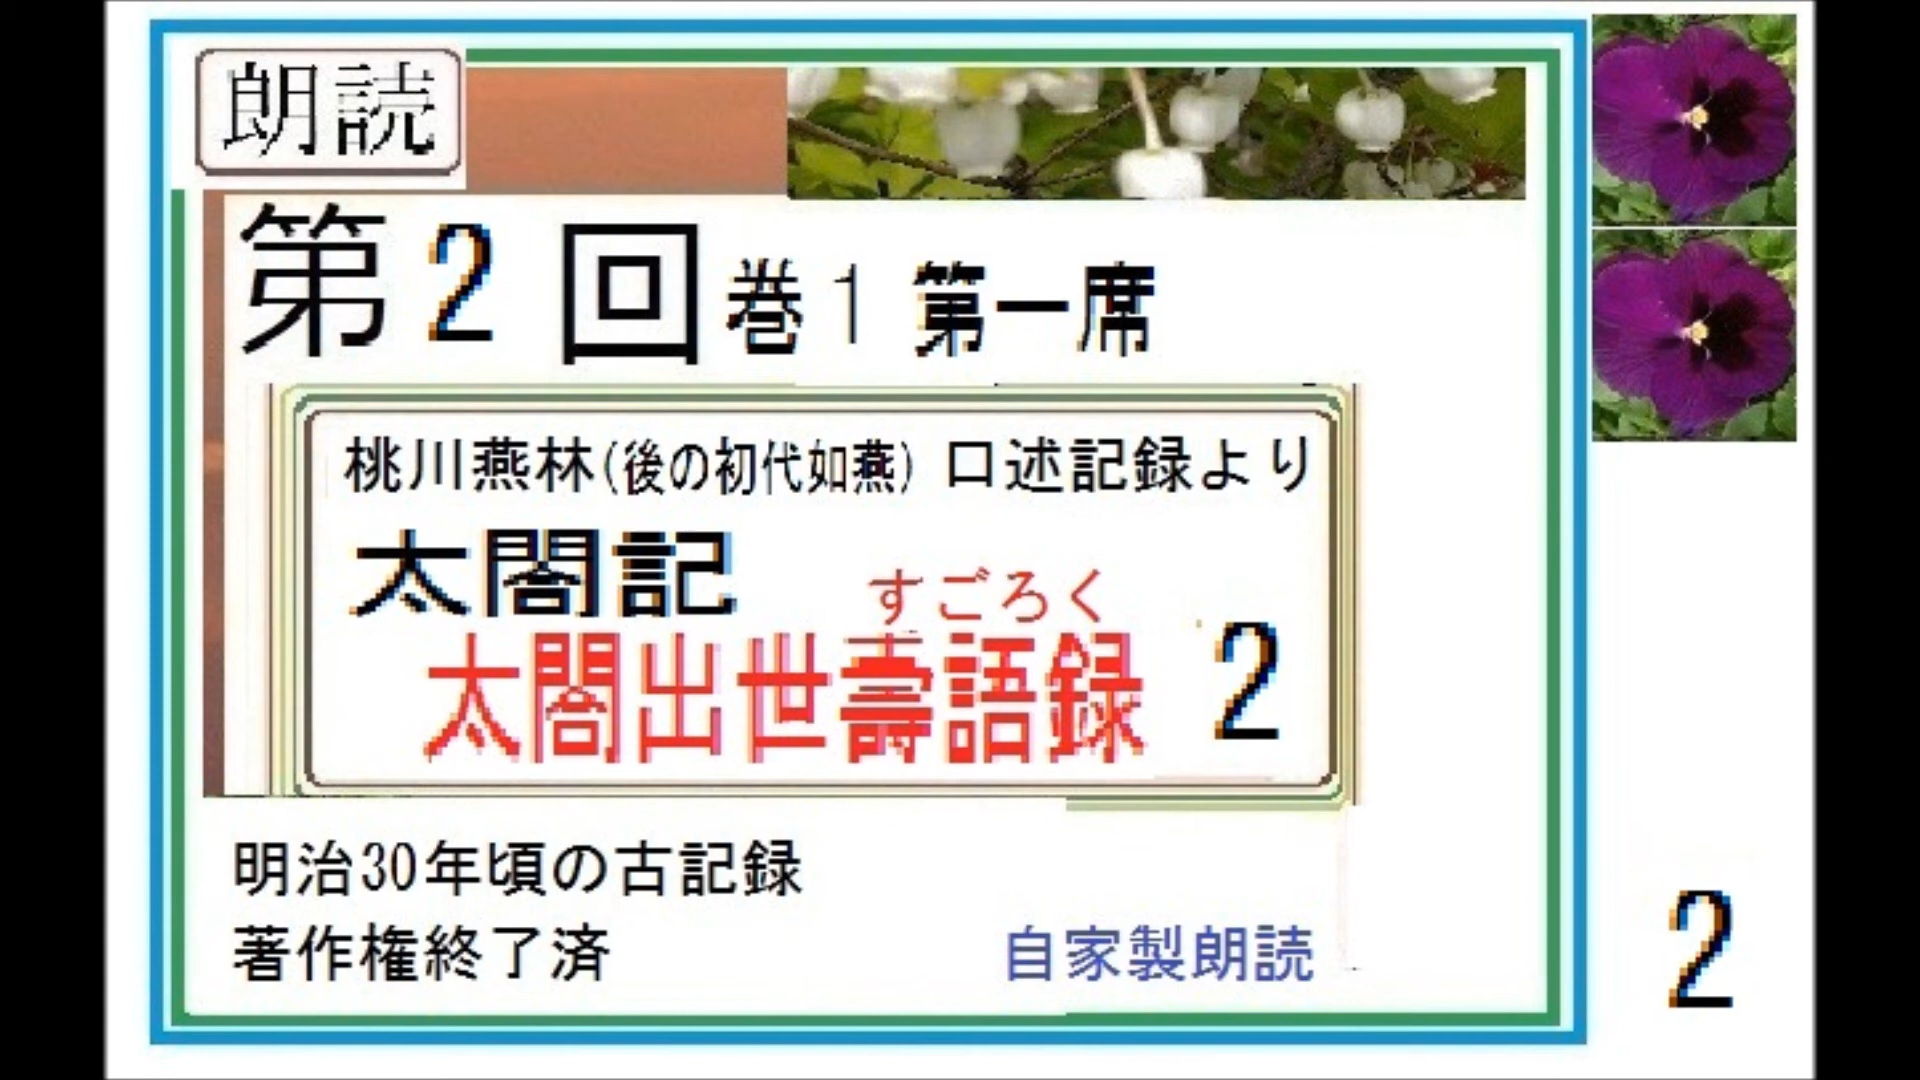 朗読
第2回 巻1 第一席
桃川燕林(後の初代如燕) 口述記録より
太閤記
すごろく
太閤出世壽語録 2
明治30年頃の古記録
著作権終了済
自家製朗読
2